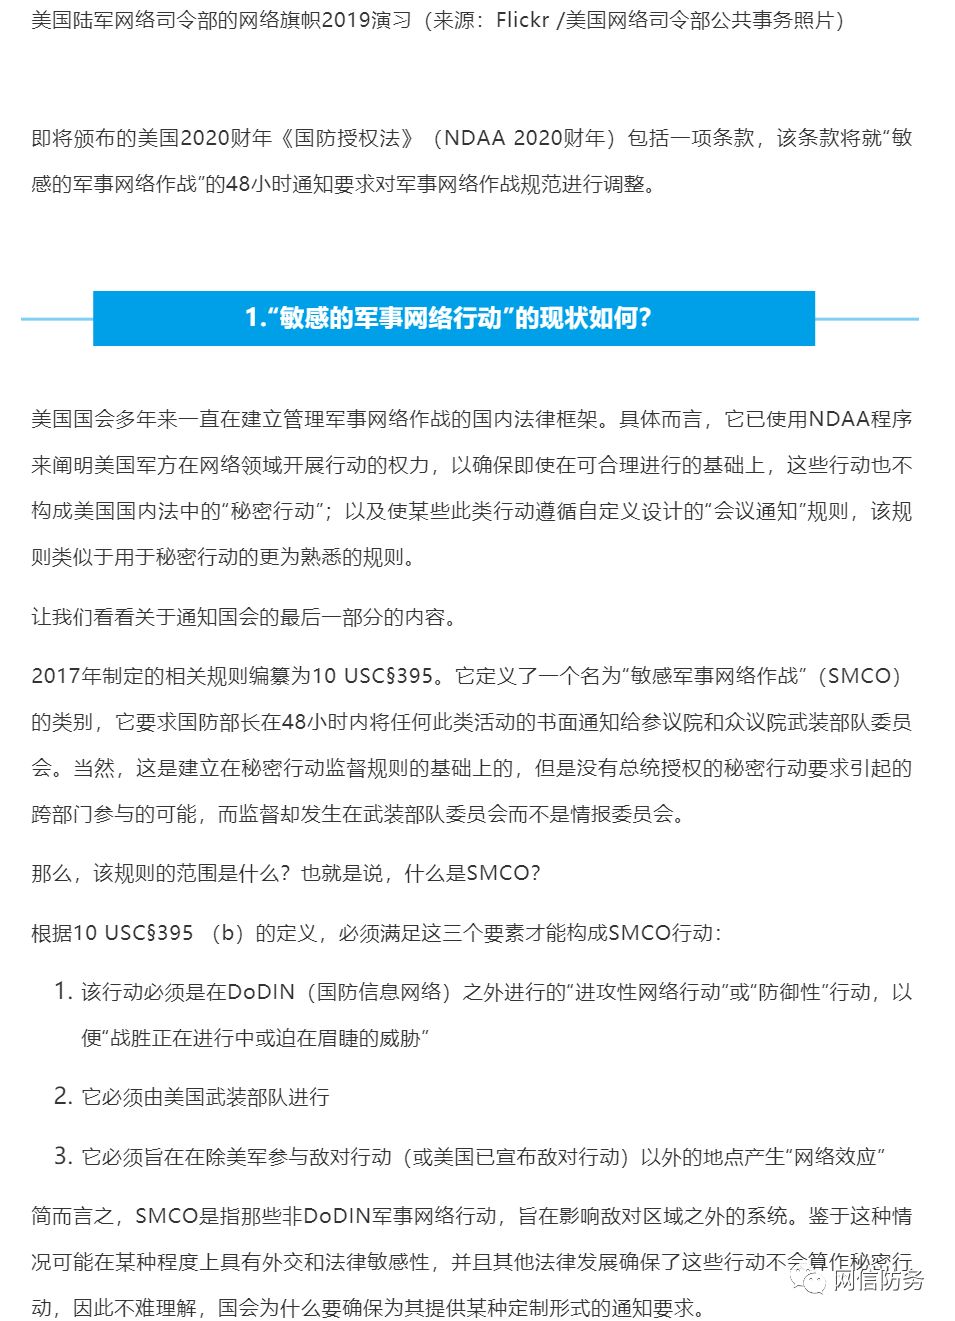 美国陆军网络司令部的网络旗帜2019演习（来源：Flickr /美国网络司令部公共事务照片）
即将颁布的美国2020财年《国防授权法》（NDAA 2020财年）包括一项条款，该条款将就“敏
感的军事网络作战”的48小时通知要求对军事网络作战规范进行调整。
1.“敏感的军事网络行动”的现状如何？
美国国会多年来一直在建立管理军事网络作战的国内法律框架。具体而言，它已使用NDAA程序
来阐明美国军方在网络领域开展行动的权力，以确保即使在可合理进行的基础上，这些行动也不
构成美国国内法中的“秘密行动”；以及使某些此类行动遵循自定义设计的“会议通知”规则，该规
则类似于用于秘密行动的更为熟悉的规则。
让我们看看关于通知国会的最后一部分的内容。
2017年制定的相关规则编纂为10 USC§395。它定义了一个名为“敏感军事网络作战”（SMCO）
的类别，它要求国防部长在48小时内将任何此类活动的书面通知给参议院和众议院武装部队委员
会。当然，这是建立在秘密行动监督规则的基础上的，但是没有总统授权的秘密行动要求引起的
跨部门参与的可能，而监督却发生在武装部队委员会而不是情报委员会。
那么，该规则的范围是什么？也就是说，什么是SMCO？
根据10 USC§395 （b）的定义，必须满足这三个要素才能构成SMCO行动：
1. 该行动必须是在DoDIN（国防信息网络）之外进行的“进攻性网络行动”或“防御性”行动，以
便“战胜正在进行中或迫在眉睫的威胁”
2. 它必须由美国武装部队进行
3. 它必须旨在在除美军参与敌对行动（或美国已宣布敌对行动）以外的地点产生“网络效应”
简而言之，SMCO是指那些非DoDIN军事网络行动，旨在影响敌对区域之外的系统。鉴于这种情
况可能在某种程度上具有外交和法律敏感性，并且其他法律发展确保了这些行动不会算作秘密行
动，因此不难理解，国会为什么要确保为其提供某种定制形式的通知要求。
网信防务